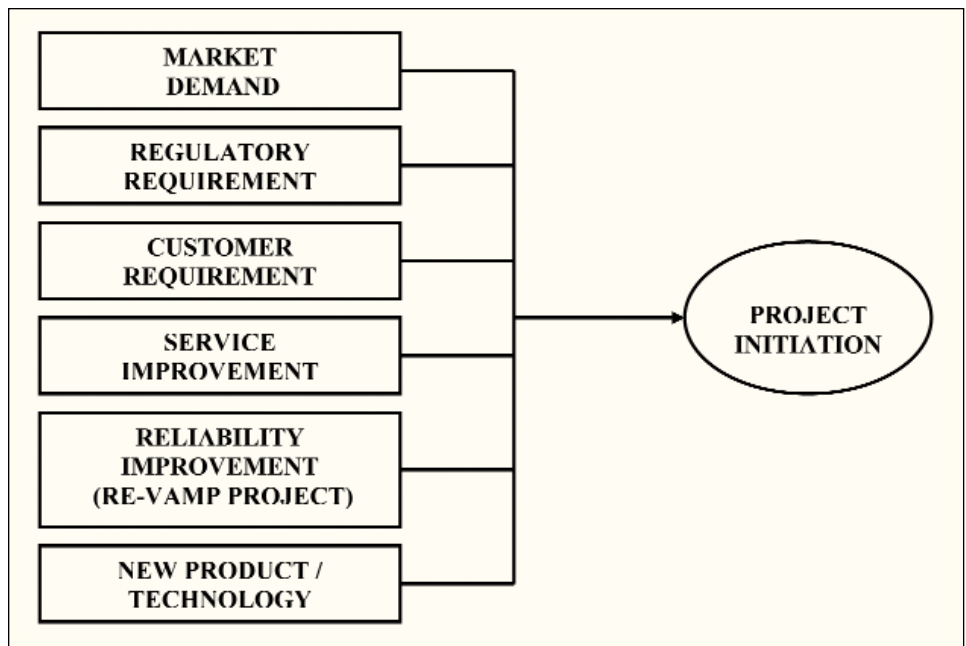 MARKET
DEMAND
REGULATORY
REQUIREMENT
CUSTOMER
REQUIREMENT
SERVICE
IMPROVEMENT
RELIABILITY
IMPROVEMENT
(RE-VAMP PROJECT)
NEW PRODUCT /
TECHNOLOGY
PROJECT
INITIATION